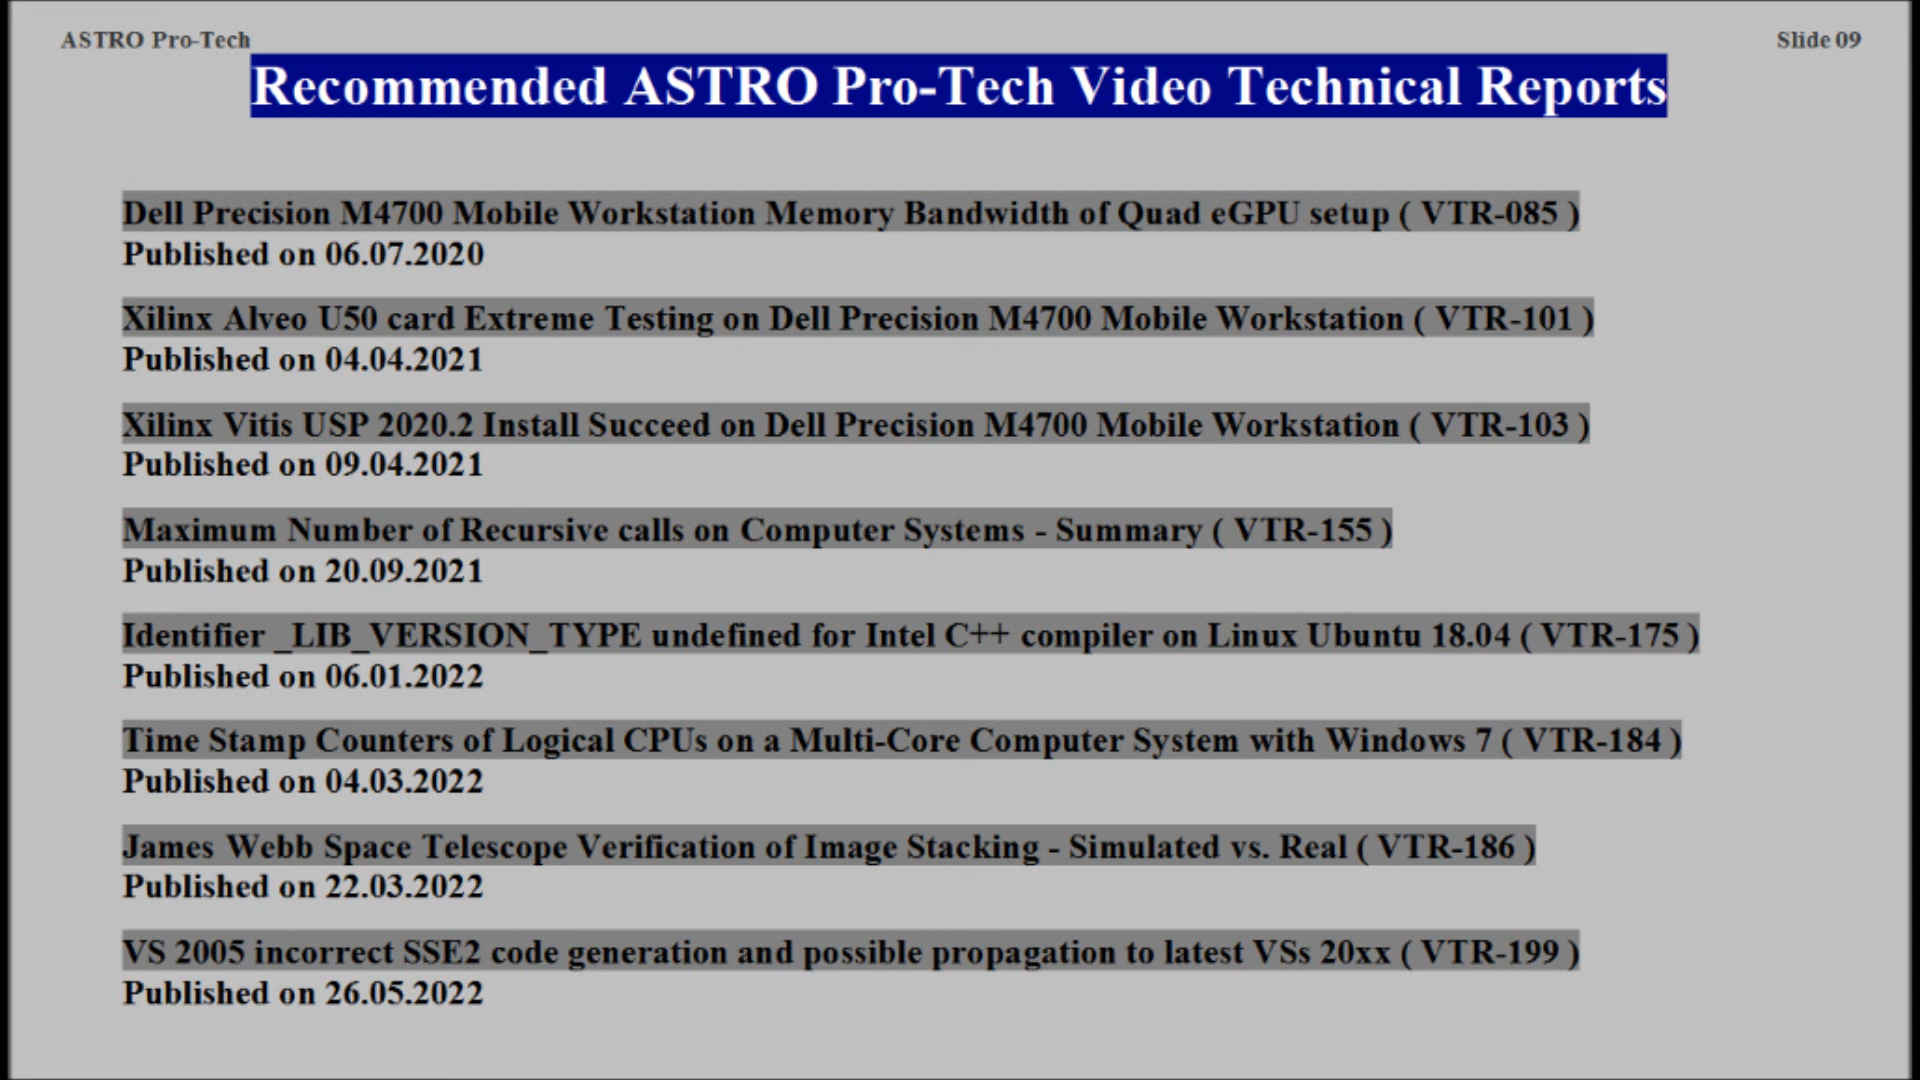 ASTRO Pro-Tech
Slide 09
Recommended ASTRO Pro-Tech Video Technical Reports
Dell Precision M4700 Mobile Workstation Memory Bandwidth of Quad eGPU setup ( VTR-085 )
Published on 06.07.2020
Xilinx Alveo U50 card Extreme Testing on Dell Precision M4700 Mobile Workstation ( VTR-101 )
Published on 04.04.2021
Xilinx Vitis USP 2020.2 Install Succeed on Dell Precision M4700 Mobile Workstation ( VTR-103 )
Published on 09.04.2021
Maximum Number of Recursive calls on Computer Systems - Summary ( VTR-155 )
Published on 20.09.2021
Identifier _LIB_VERSION_TYPE undefined for Intel C++ compiler on Linux Ubuntu 18.04 ( VTR-175 )
Published on 06.01.2022
Time Stamp Counters of Logical CPUs on a Multi-Core Computer System with Windows 7 ( VTR-184 )
Published on 04.03.2022
James Webb Space Telescope Verification of Image Stacking - Simulated vs. Real ( VTR-186 )
Published on 22.03.2022
VS 2005 incorrect SSE2 code generation and possible propagation to latest VSs 20xx ( VTR-199 )
Published on 26.05.2022